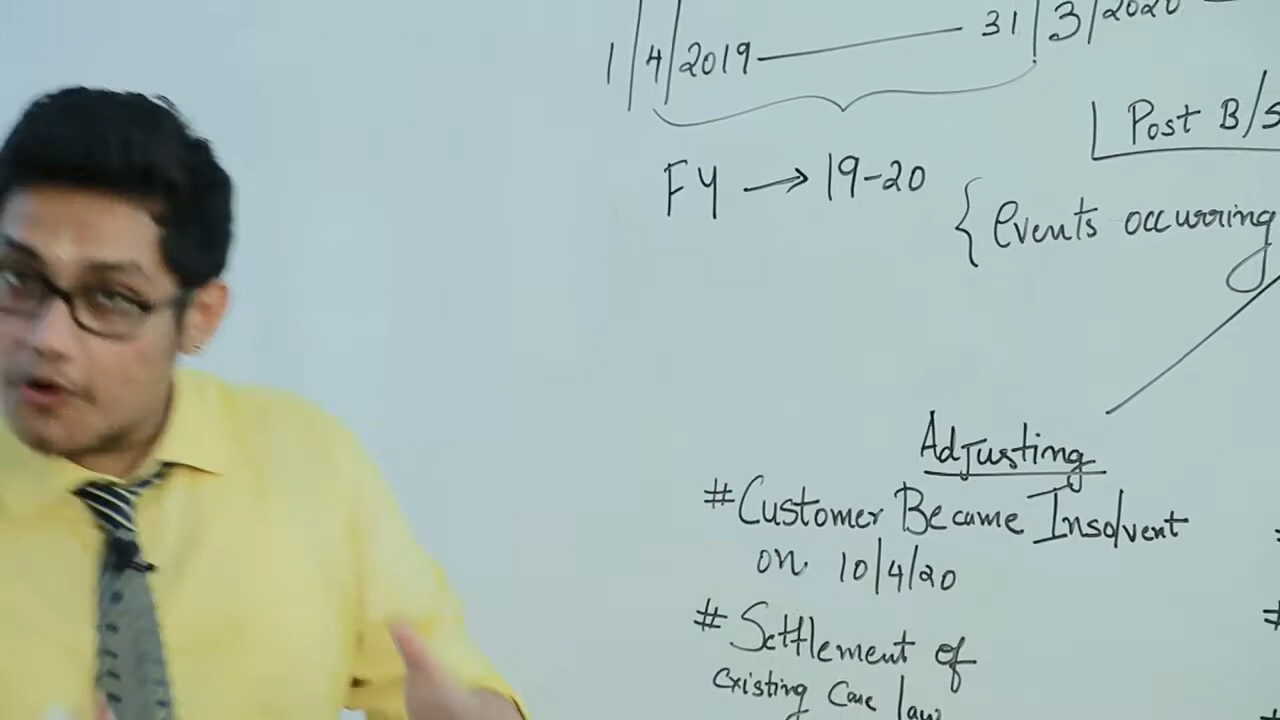 1/4/2019 — 31/3/2020 —
FY → 19-20
Post B/S
{ Events occurring
Adjusting
# Customer Became Insolvent
on 10/4/20
# Settlement of
existing Case law
#